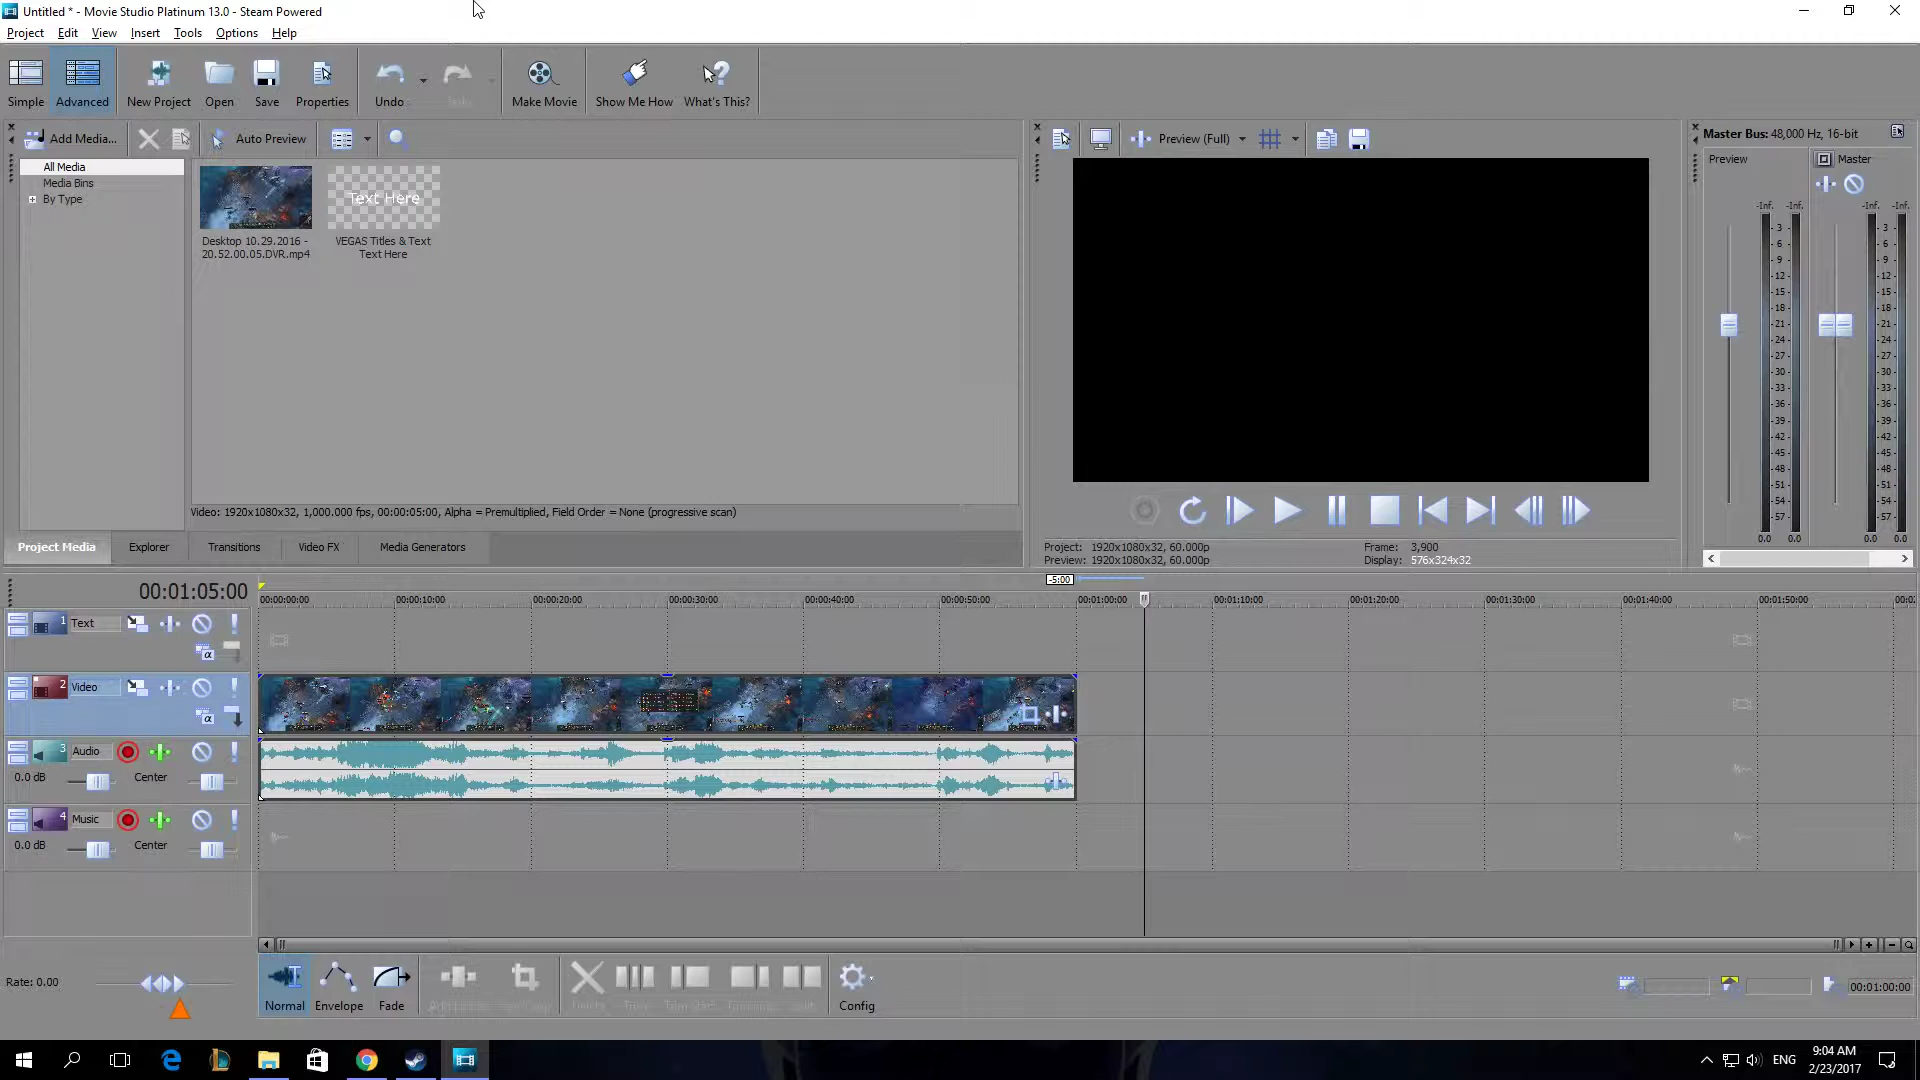 Untitled * - Movie Studio Platinum 13.0 - Steam Powered
Project Edit View Insert Tools Options Help
Simple Advanced New Project Open Save Properties Undo Make Movie Show Me How What's This?
Add Media... Auto Preview
All Media
Media Bins
By Type
Text Here
Desktop 10.29.2016 -
20.52.00.05.DVR.mp4
VEGAS Titles & Text
Text Here
Video: 1920x1080x32, 1,000.000 fps, 00:00:05:00, Alpha = Premultiplied, Field Order = None (progressive scan)
Project Media Explorer Transitions Video FX Media Generators
Preview (Full)
Project: 1920x1080x32, 60.000p
Preview: 1920x1080x32, 60.000p
Frame: 3,900
Display: 576x324x32
Master Bus: 48,000 Hz, 16-bit
Preview Master
-Inf. -Inf. -Inf. -Inf.
- 3 - - 3 -
- 6 - - 6 -
- 9 - - 9 -
-12- -12-
-15- -15-
-18- -18-
-21- -21-
-24- -24-
-27- -27-
-30- -30-
-33- -33-
-36- -36-
-39- -39-
-42- -42-
-45- -45-
-48- -48-
-51- -51-
-54- -54-
-57- -57-
0.0 0.0 0.0 0.0
-5:00
00:01:05:00
00:00:00:00 00:00:10:00 00:00:20:00 00:00:30:00 00:00:40:00 00:00:50:00 00:01:00:00 00:01:10:00 00:01:20:00 00:01:30:00 00:01:40:00 00:01:50:00
1 Text
2 Video
3 Audio
0.0 dB Center
4 Music
0.0 dB Center
Rate: 0.00
Normal Envelope Fade Config
00:01:00:00
ENG
9:04 AM
2/23/2017